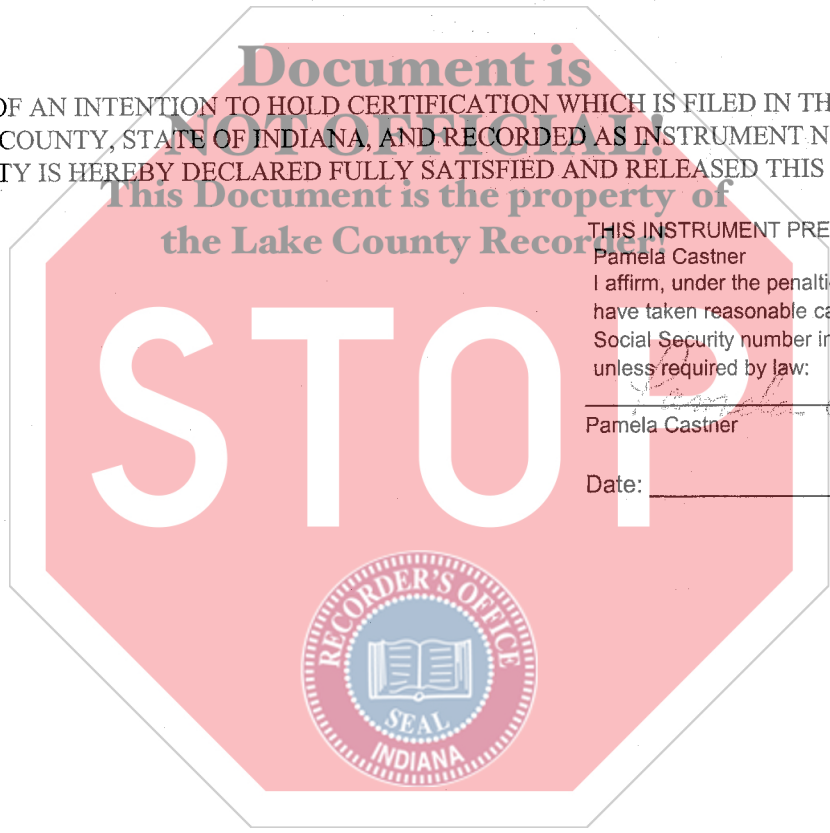 Document is
OF AN INTENTION TO HOLD CERTIFICATION WHICH IS FILED IN TH
NOT OFFICIAL!
COUNTY, STATE OF INDIANA, AND RECORDED AS INSTRUMENT N
TY IS HEREBY DECLARED FULLY SATISFIED AND RELEASED THIS
This Document is the property of
the Lake County Recorder!
THIS INSTRUMENT PRE
Pamela Castner
I affirm, under the penalti
have taken reasonable ca
Social Security number in
unless required by law:
Pamela
Pamela Castner
Date:
STOP
RECORDER'S OFFICE
SEAL
INDIANA